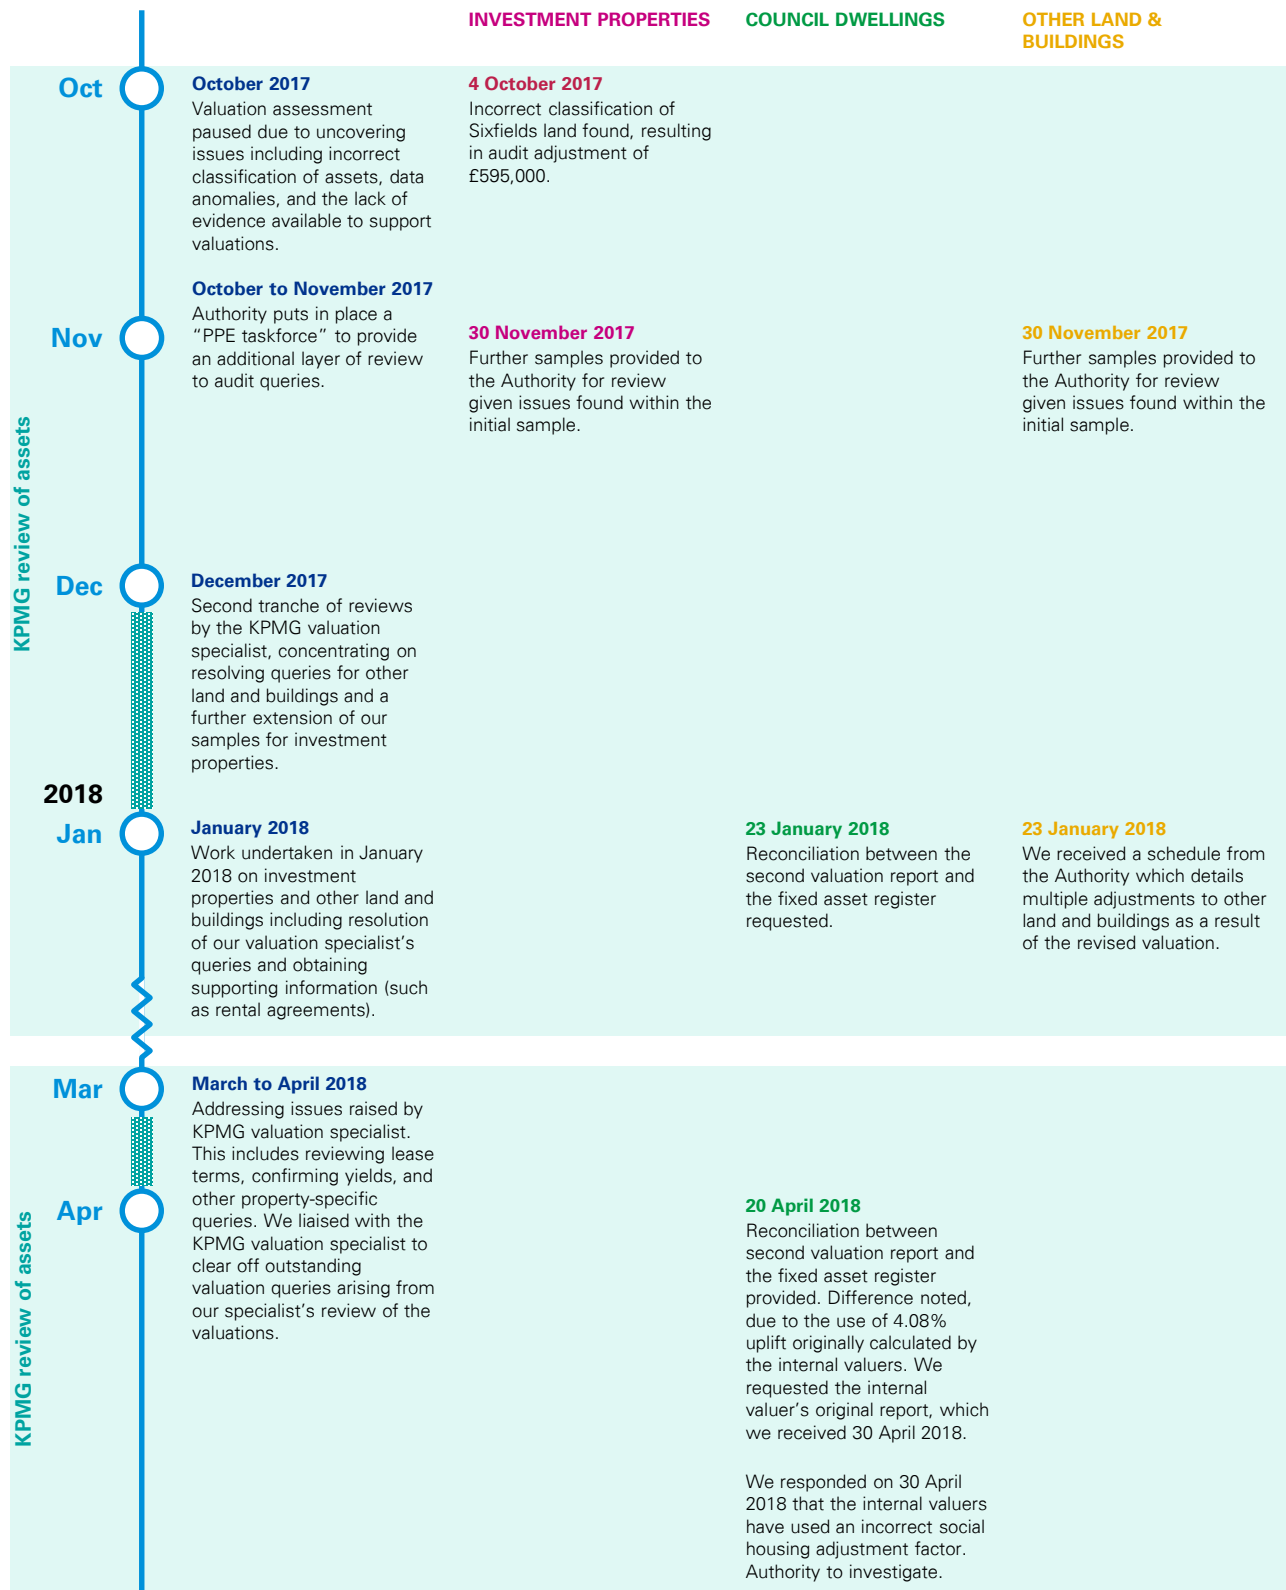 INVESTMENT PROPERTIES
COUNCIL DWELLINGS
OTHER LAND &
BUILDINGS
KPMG review of assets
Oct
October 2017
Valuation assessment
paused due to uncovering
issues including incorrect
classification of assets, data
anomalies, and the lack of
evidence available to support
valuations.
4 October 2017
Incorrect classification of
Sixfields land found, resulting
in audit adjustment of
£595,000.
October to November 2017
Authority puts in place a
“PPE taskforce” to provide
an additional layer of review
to audit queries.
Nov
30 November 2017
Further samples provided to
the Authority for review
given issues found within the
initial sample.
30 November 2017
Further samples provided to
the Authority for review
given issues found within the
initial sample.
Dec
December 2017
Second tranche of reviews
by the KPMG valuation
specialist, concentrating on
resolving queries for other
land and buildings and a
further extension of our
samples for investment
properties.
2018
Jan
January 2018
Work undertaken in January
2018 on investment
properties and other land and
buildings including resolution
of our valuation specialist’s
queries and obtaining
supporting information (such
as rental agreements).
23 January 2018
Reconciliation between the
second valuation report and
the fixed asset register
requested.
23 January 2018
We received a schedule from
the Authority which details
multiple adjustments to other
land and buildings as a result
of the revised valuation.
KPMG review of assets
Mar
March to April 2018
Addressing issues raised by
KPMG valuation specialist.
This includes reviewing lease
terms, confirming yields, and
other property-specific
queries. We liaised with the
KPMG valuation specialist to
clear off outstanding
valuation queries arising from
our specialist’s review of the
valuations.
Apr
20 April 2018
Reconciliation between
second valuation report and
the fixed asset register
provided. Difference noted,
due to the use of 4.08%
uplift originally calculated by
the internal valuers. We
requested the internal
valuer’s original report, which
we received 30 April 2018.
We responded on 30 April
2018 that the internal valuers
have used an incorrect social
housing adjustment factor.
Authority to investigate.